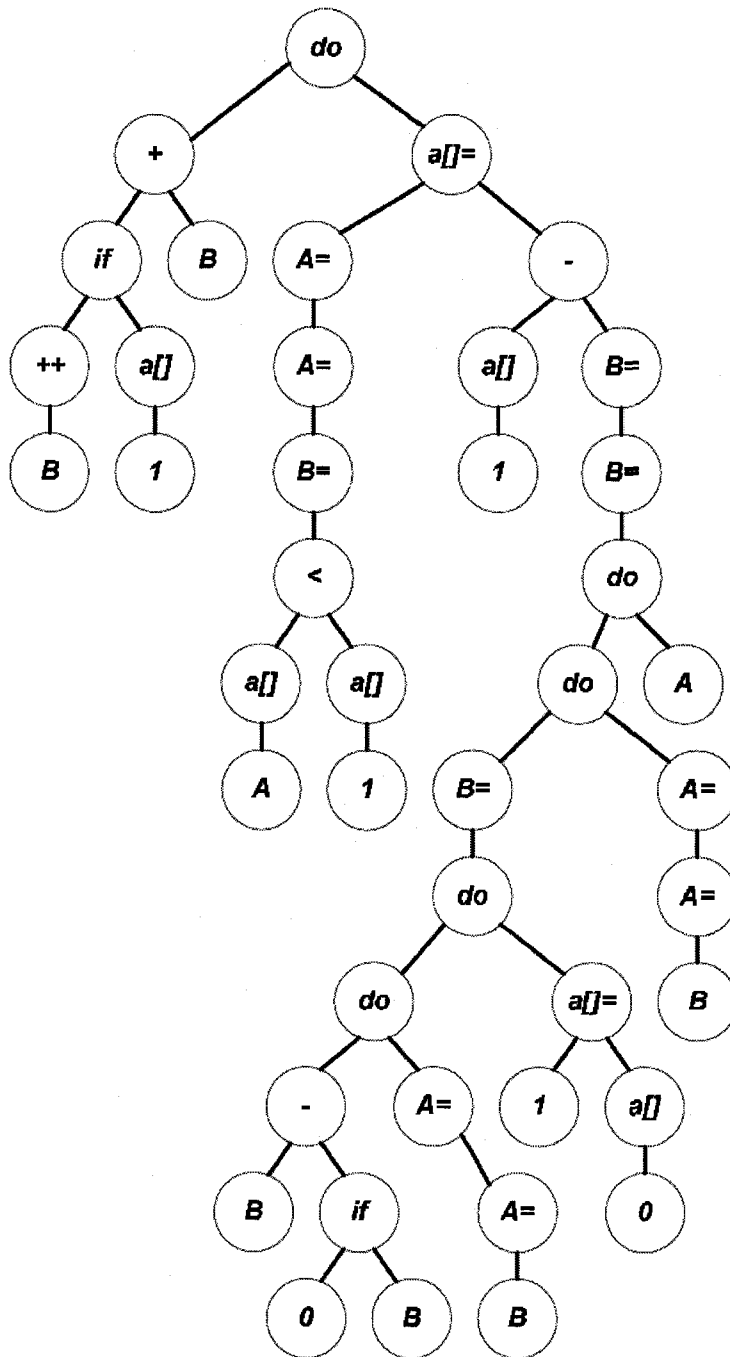 do
+ a[]=
if B A= -
++ a[] A= a[] B=
B 1 B= 1 B=
< do
a[] a[] do A
A 1 B= A=
do A=
do a[]= B
- A= 1 a[]
B if A= 0
0 B B